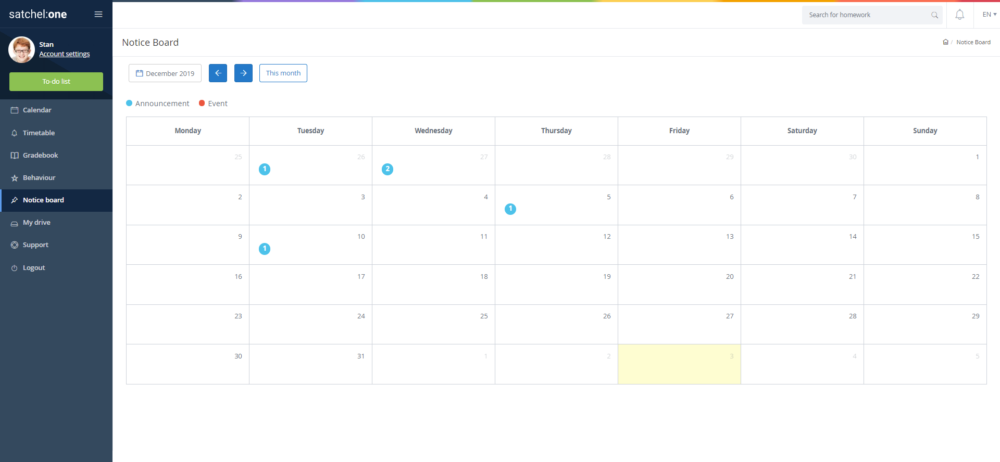 satchel:one
Search for homework
EN
Stan
Account settings
To-do list
Calendar
Timetable
Gradebook
Behaviour
Notice board
My drive
Support
Logout
Notice Board
/ Notice Board
December 2019
This month
Announcement Event
Monday Tuesday Wednesday Thursday Friday Saturday Sunday
25 26 27 28 29 30 1
1 2
2 3 4 5 6 7 8
1
9 10 11 12 13 14 15
1
16 17 18 19 20 21 22
23 24 25 26 27 28 29
30 31 1 2 3 4 5